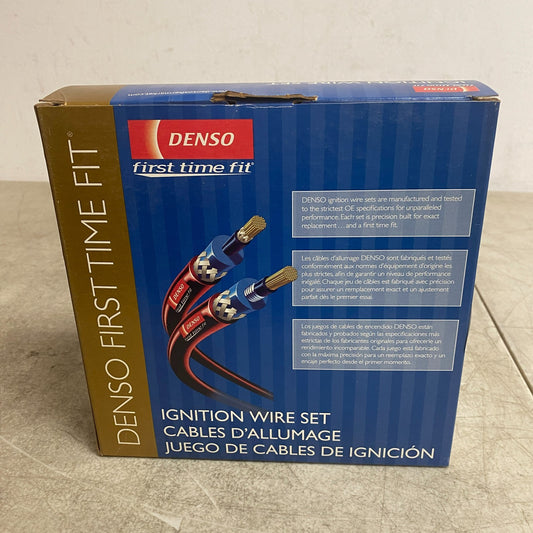 DENSO FIRST TIME FIT®
DENSO
first time fit®
DENSO ignition wire sets are manufactured and tested
to the strictest OE specifications for unparalleled
performance. Each set is precision built for exact
replacement . . . and a first time fit.
Les câbles d'allumage DENSO sont fabriqués et testés
conformément aux normes d'équipement d'origine les
plus strictes, afin de garantir un niveau de performance
inégalé. Chaque jeu de câbles est fabriqué avec précision
pour assurer un remplacement exact et un ajustement
parfait dès le premier essai.
Los juegos de cables de encendido DENSO están
fabricados y probados según las especificaciones más
estrictas de los fabricantes originales para ofrecerle un
rendimiento incomparable. Cada juego está fabricado
con la máxima precisión para un reemplazo exacto y un
encaje perfecto desde el primer momento.
DENSO
DENSO
IGNITION WIRE SET
CABLES D'ALLUMAGE
JUEGO DE CABLES DE IGNICIÓN